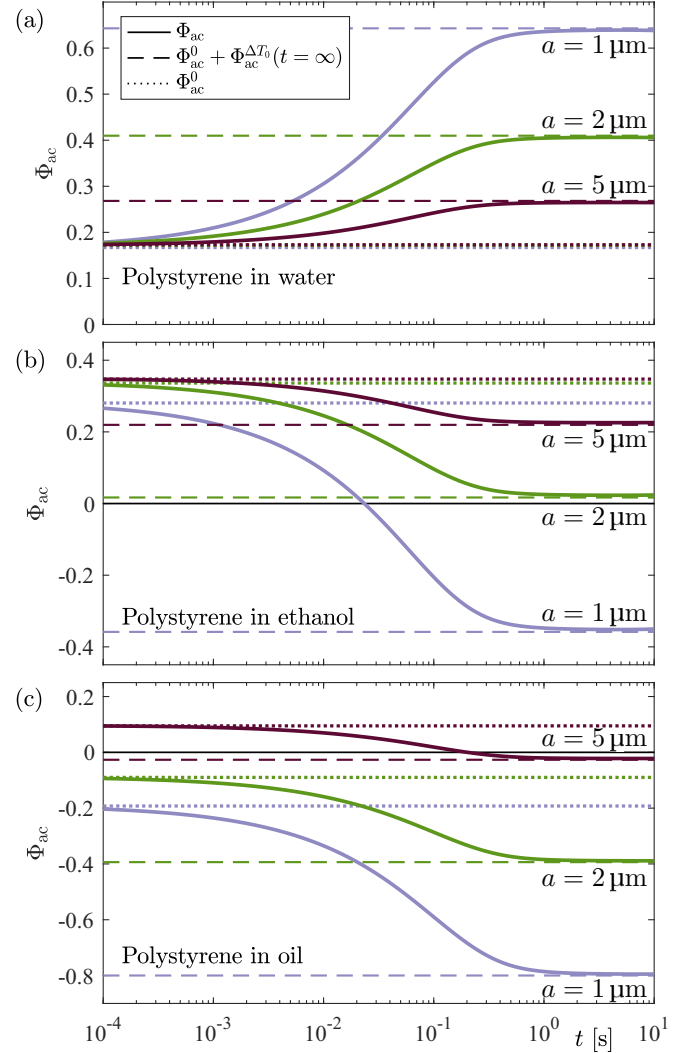 (a)
Φac
Φ⁰ac + Φ^ΔT₀ac(t = ∞)
Φ⁰ac
a = 1 µm
a = 2 µm
a = 5 µm
0.6
0.5
0.4
0.3
0.2
0.1
0
Φac
Polystyrene in water
(b)
0.4
0.2
0
-0.2
-0.4
Φac
a = 5 µm
a = 2 µm
a = 1 µm
Polystyrene in ethanol
(c)
0.2
0
-0.2
-0.4
-0.6
-0.8
Φac
a = 5 µm
a = 2 µm
a = 1 µm
Polystyrene in oil
10⁻⁴ 10⁻³ 10⁻² 10⁻¹ 10⁰ t [s] 10¹